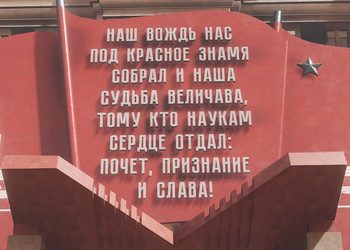 НАШ ВОЖДЬ НАС
ПОД КРАСНОЕ ЗНАМЯ
СОБРАЛ И НАША
СУДЬБА ВЕЛИЧАВА,
ТОМУ КТО НАУКАМ
СЕРДЦЕ ОТДАЛ:
ПОЧЕТ, ПРИЗНАНИЕ
И СЛАВА!